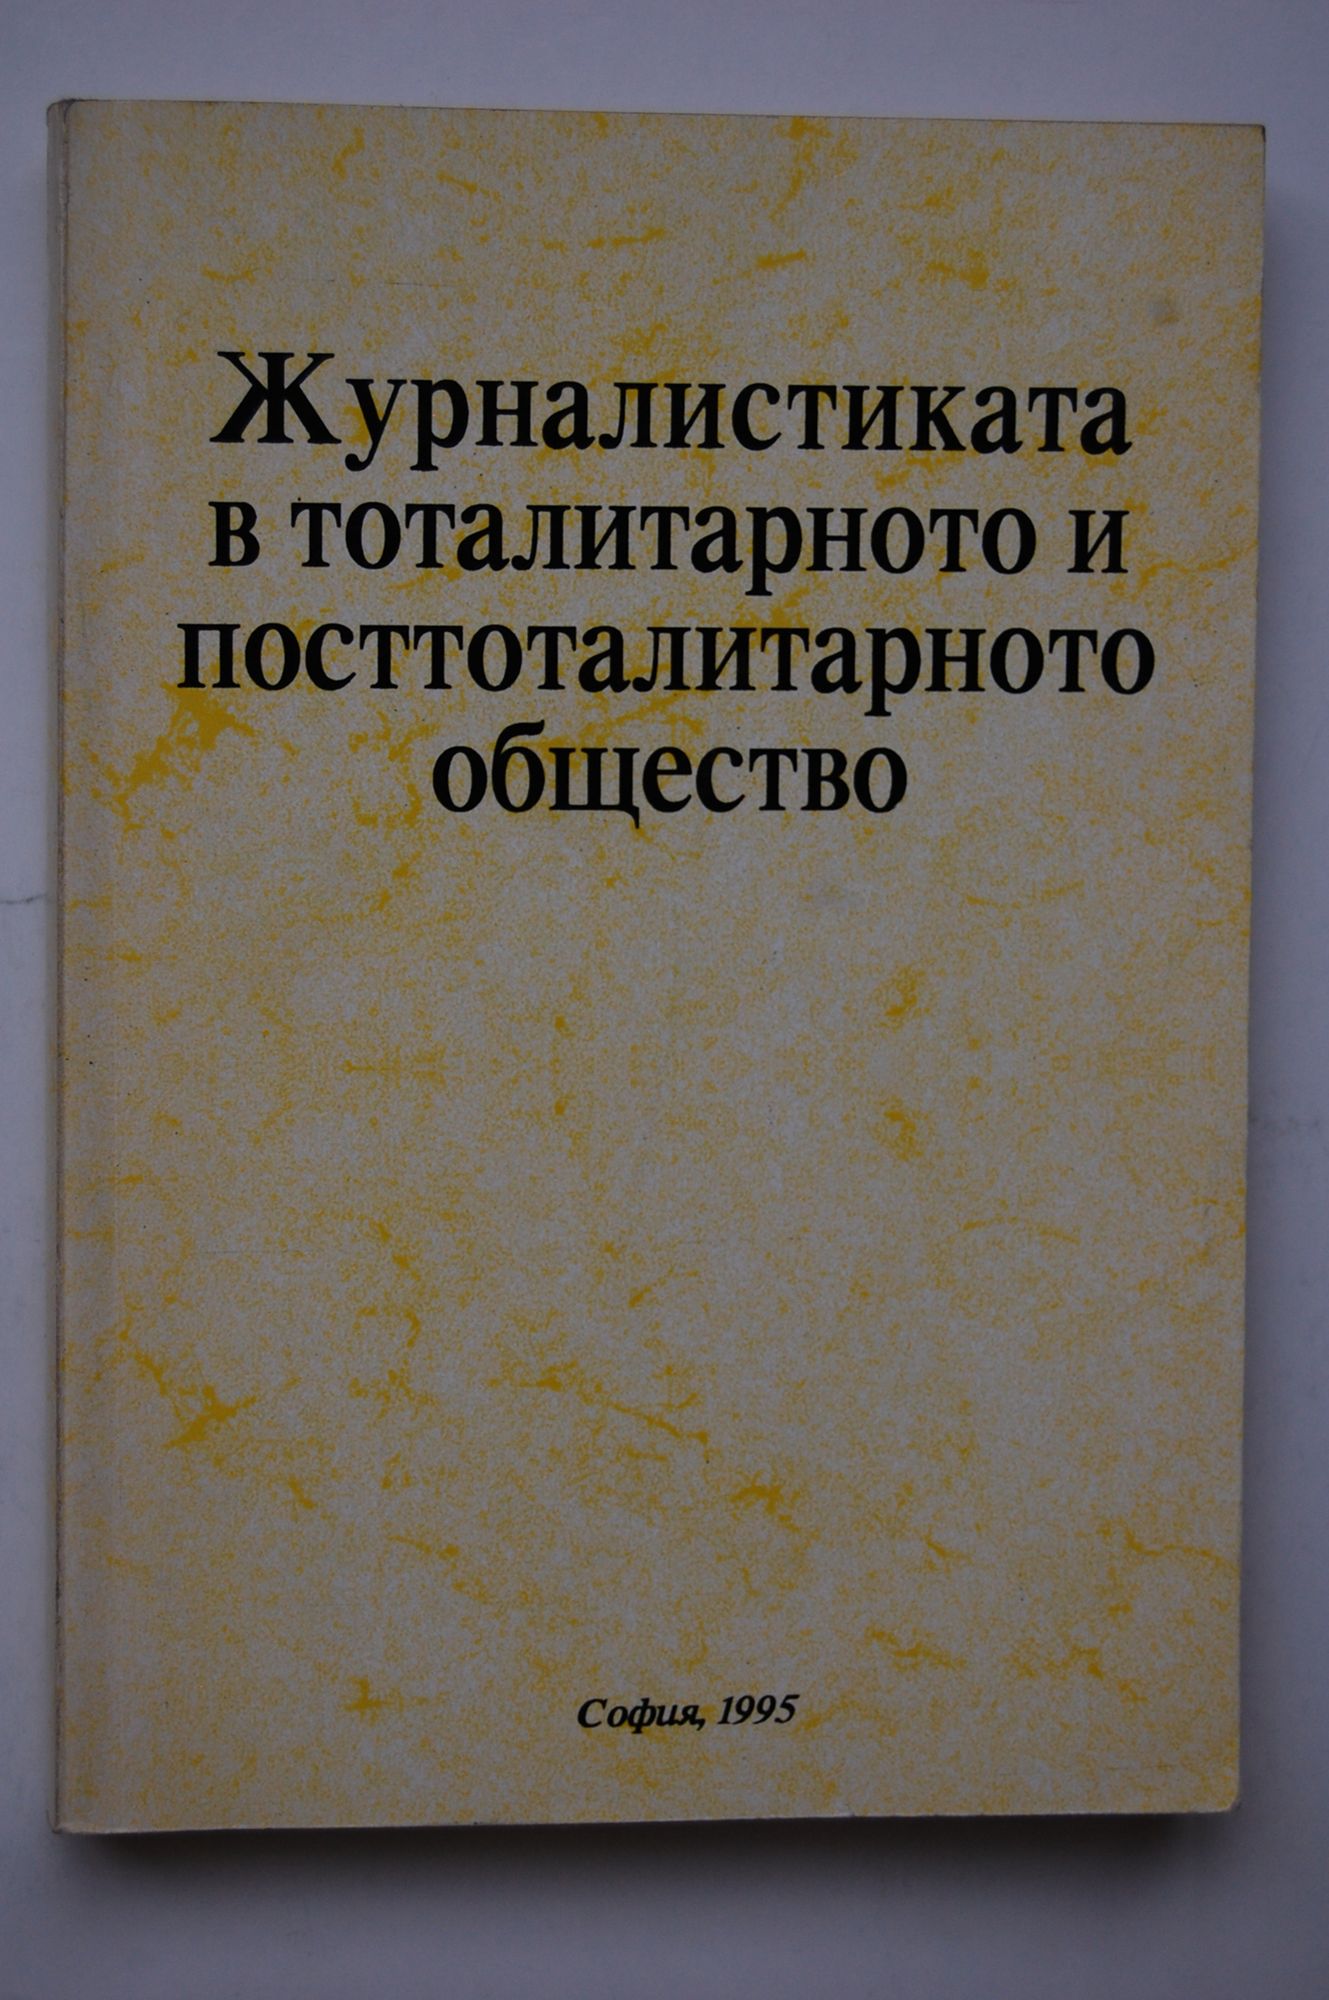 Журналистиката
в тоталитарното и
посттоталитарното
общество
София, 1995